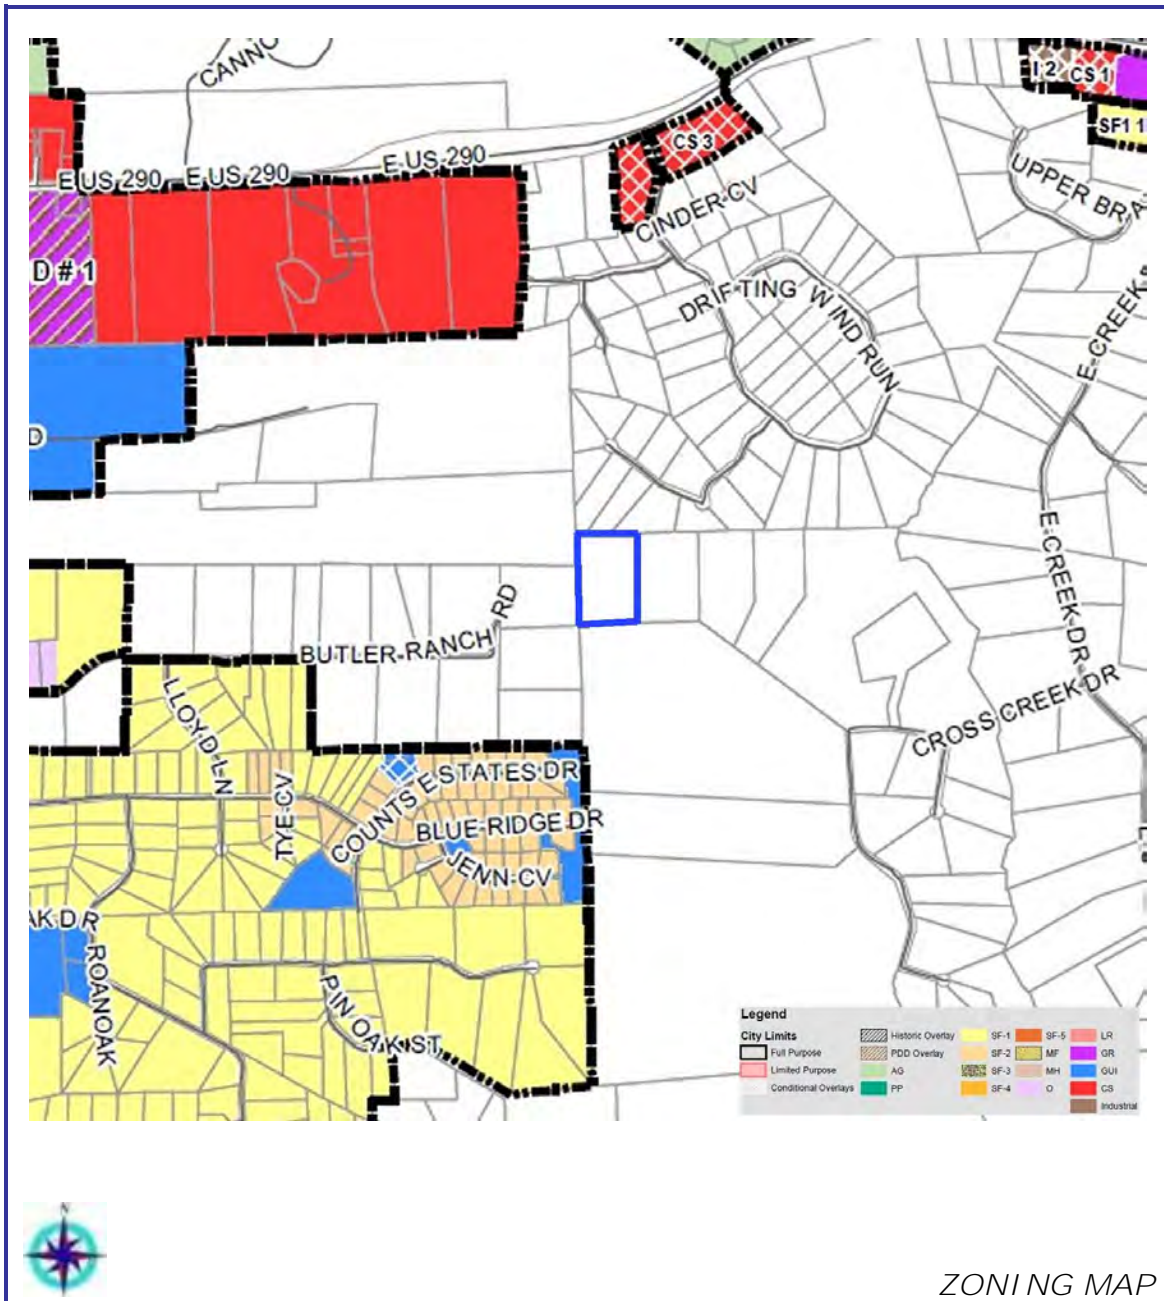 CANNO
I 2
CS 1
SF1 1
CS 3
E US 290
E US 290
E US 290
UPPER BRA
CINDER CV
D # 1
DRIFTING WIND RUN
E CREEK
D
E CREEK DR
BUTLER RANCH RD
LLOYD LN
CROSS CREEK DR
TYE CV
COUNTS ESTATES DR
BLUE RIDGE DR
JENN CV
AK DR
ROANOAK
PIN OAK ST
Legend
City Limits
Full Purpose
Limited Purpose
Conditional Overlays
Historic Overlay
PDD Overlay
AG
PP
SF-1
SF-2
SF-3
SF-4
SF-5
MF
MH
O
LR
GR
GUI
CS
Industrial
N
ZONING MAP